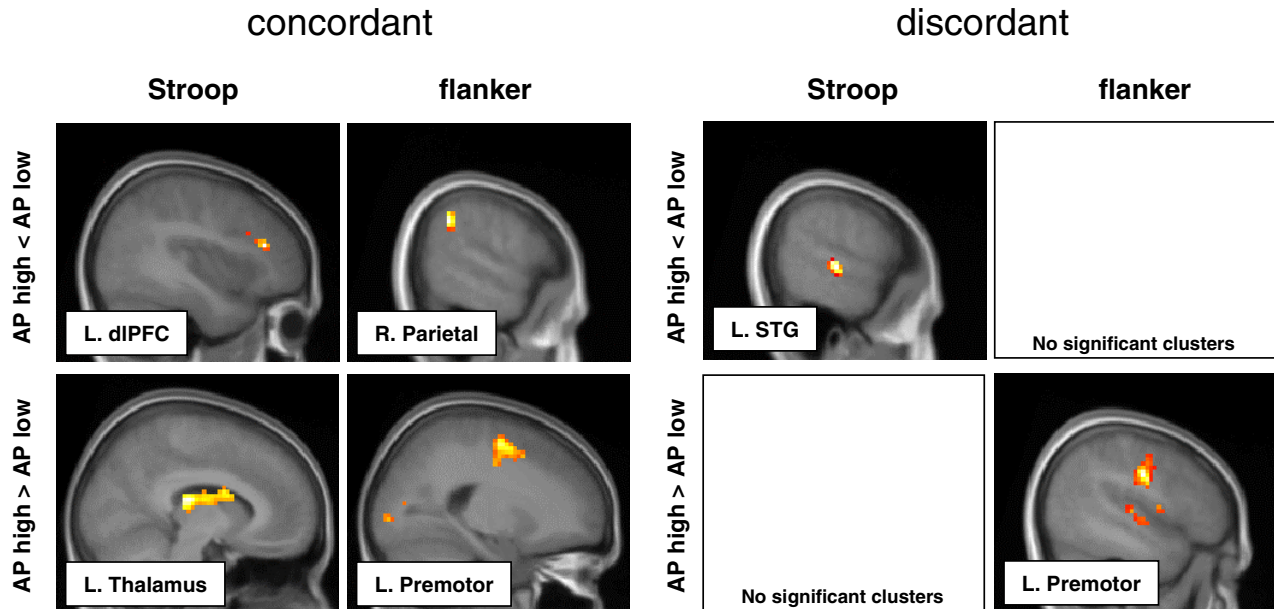 concordant
discordant
Stroop
flanker
Stroop
flanker
AP high < AP low
L. dlPFC
R. Parietal
AP high < AP low
L. STG
No significant clusters
AP high > AP low
L. Thalamus
L. Premotor
AP high > AP low
No significant clusters
L. Premotor